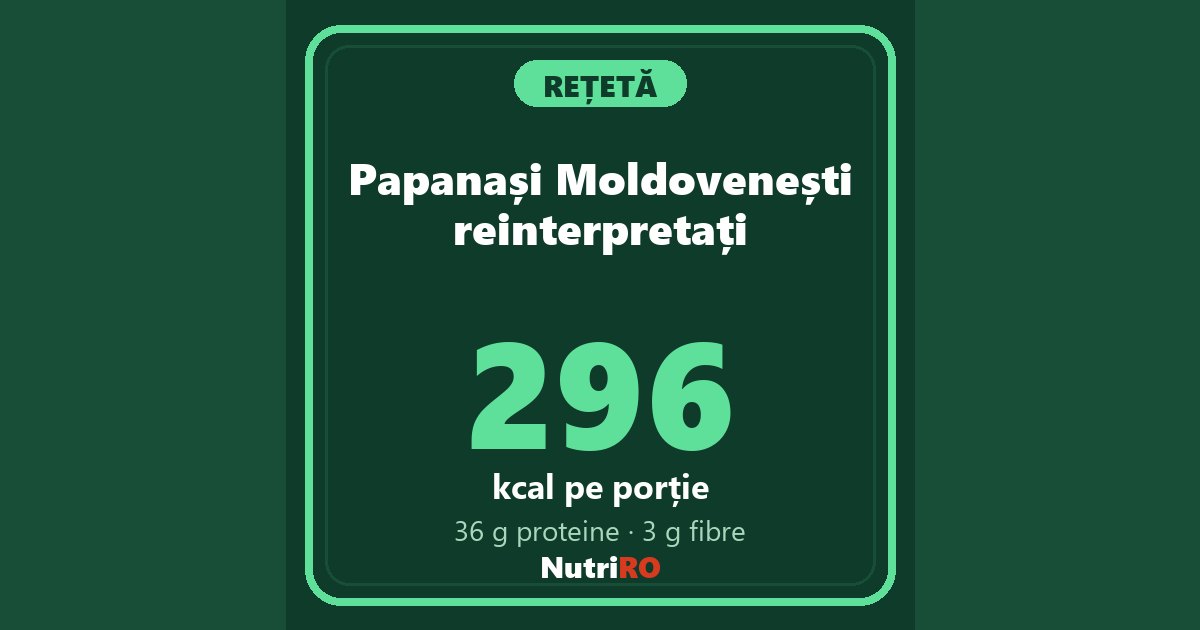 REȚETĂ
Papanași Moldovenești
reinterpretați
296
kcal pe porție
36 g proteine · 3 g fibre
NutriRO